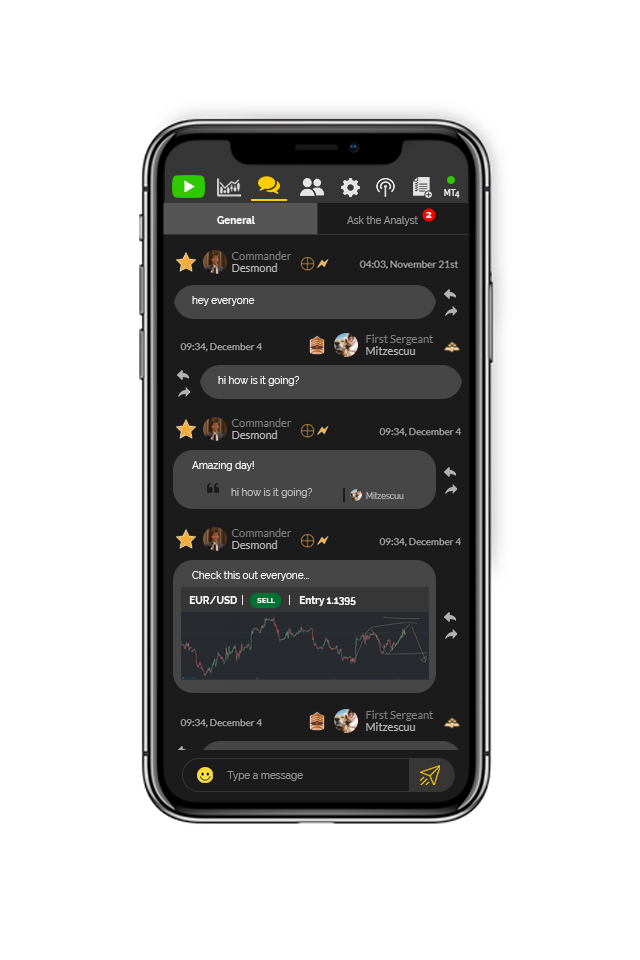 MT4
General
Ask the Analyst 2
Commander
Desmond
04:03, November 21st
hey everyone
09:34, December 4
First Sergeant
Mitzescuu
hi how is it going?
Commander
Desmond
09:34, December 4
Amazing day!
hi how is it going?
Mitzescuu
Commander
Desmond
09:34, December 4
Check this out everyone...
EUR/USD | SELL | Entry 1.1395
09:34, December 4
First Sergeant
Mitzescuu
Type a message